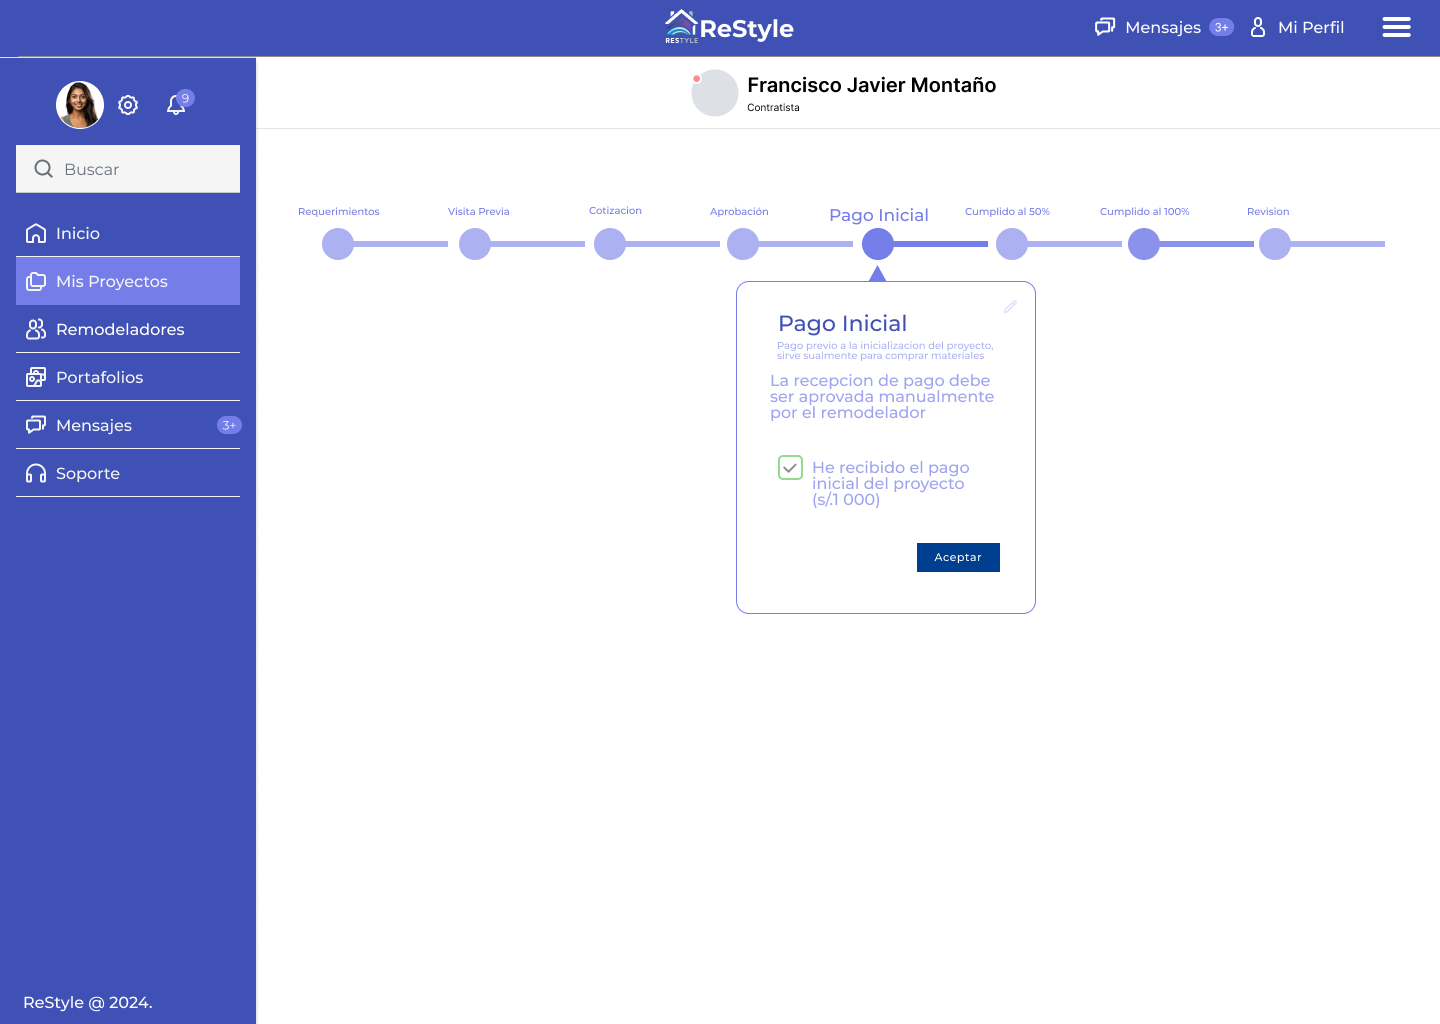 RESTYLE
ReStyle
Mensajes 3+
Mi Perfil
9
Buscar
Inicio
Mis Proyectos
Remodeladores
Portafolios
Mensajes 3+
Soporte
ReStyle @ 2024.
Francisco Javier Montaño
Contratista
Requerimientos
Visita Previa
Cotizacion
Aprobación
Pago Inicial
Cumplido al 50%
Cumplido al 100%
Revision
Pago Inicial
Pago previo a la inicializacion del proyecto,
sirve sualmente para comprar materiales
La recepcion de pago debe
ser aprovada manualmente
por el remodelador
He recibido el pago
inicial del proyecto
(s/.1 000)
Aceptar